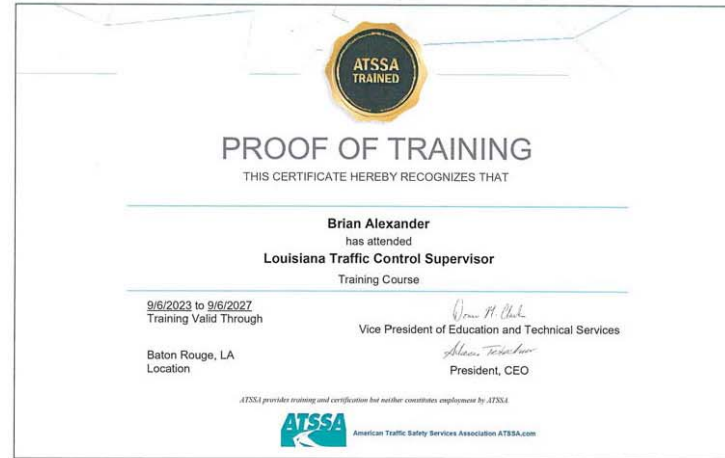 ATSSA
TRAINED
PROOF OF TRAINING
THIS CERTIFICATE HEREBY RECOGNIZES THAT
Brian Alexander
has attended
Louisiana Traffic Control Supervisor
Training Course
9/6/2023 to 9/6/2027
Training Valid Through
Vice President of Education and Technical Services
Baton Rouge, LA
Location
President, CEO
ATSSA provides training and certification but neither constitutes employment by ATSSA
ATSSA
American Traffic Safety Services Association ATSSA.com